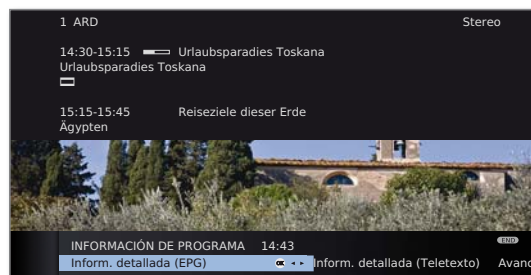 1 ARD Stereo
14:30-15:15 Urlaubsparadies Toskana
Urlaubsparadies Toskana
15:15-15:45 Reiseziele dieser Erde
Ägypten
END
INFORMACIÓN DE PROGRAMA 14:43
Inform. detallada (EPG) OK Inform. detallada (Teletexto) Avanc